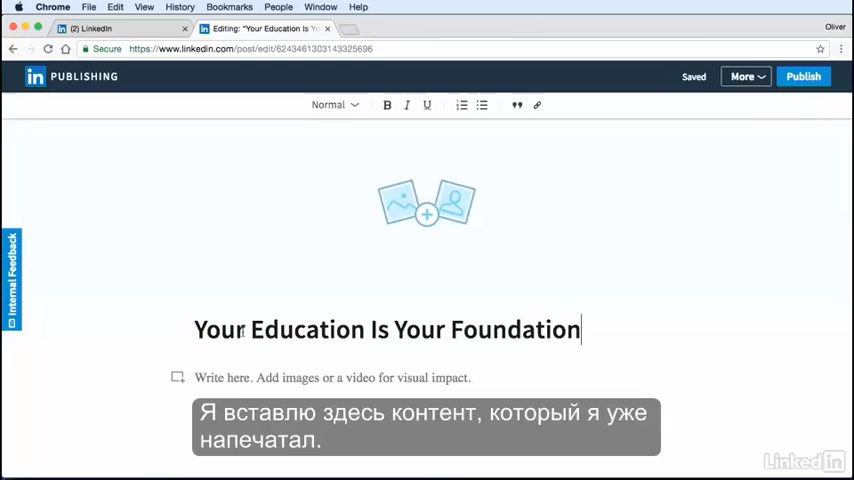 Chrome File Edit View History Bookmarks People Window Help
(2) LinkedIn
Editing: "Your Education Is Yo
Oliver
Secure https://www.linkedin.com/post/edit/6243461303143325696
in PUBLISHING
Saved
More
Publish
Normal B I U
Internal Feedback
Your Education Is Your Foundation
Write here. Add images or a video for visual impact.
Я вставлю здесь контент, который я уже
напечатал.
LinkedIn